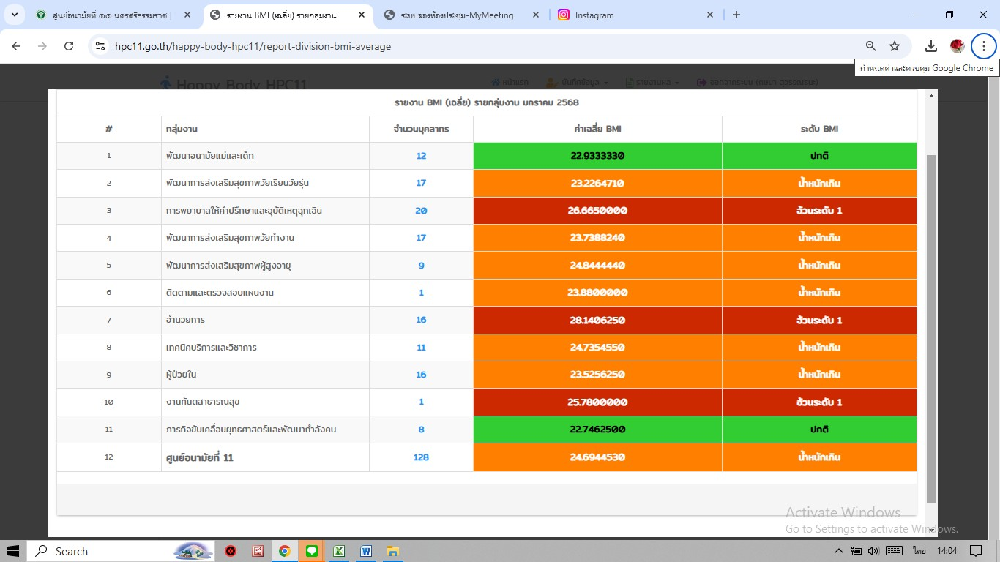 ศูนย์อนามัยที่ ๑๑ นครศรีธรรมราช |
รายงาน BMI (เฉลี่ย) รายกลุ่มงาน
ระบบจองห้องประชุม-MyMeeting
Instagram
hpc11.go.th/happy-body-hpc11/report-division-bmi-average
กำหนดค่าและควบคุม Google Chrome
Happy Body HPC11
หน้าแรก
บันทึกข้อมูล
รายงานผล
ออกจากระบบ
รายงาน BMI (เฉลี่ย) รายกลุ่มงาน มกราคม 2568
# กลุ่มงาน จำนวนบุคลากร ค่าเฉลี่ย BMI ระดับ BMI
1 พัฒนาอนามัยแม่และเด็ก 12 22.9333330 ปกติ
2 พัฒนาการส่งเสริมสุขภาพวัยเรียนวัยรุ่น 17 23.2264710 น้ำหนักเกิน
3 การพยาบาลให้คำปรึกษาและอุบัติเหตุฉุกเฉิน 20 26.6650000 อ้วนระดับ 1
4 พัฒนาการส่งเสริมสุขภาพวัยทำงาน 17 23.7388240 น้ำหนักเกิน
5 พัฒนาการส่งเสริมสุขภาพผู้สูงอายุ 9 24.8444440 น้ำหนักเกิน
6 ติดตามและตรวจสอบแผนงาน 1 23.8800000 น้ำหนักเกิน
7 อำนวยการ 16 28.1406250 อ้วนระดับ 1
8 เทคนิคบริการและวิชาการ 11 24.7354550 น้ำหนักเกิน
9 ผู้ป่วยใน 16 23.5256250 น้ำหนักเกิน
10 งานทันตสาธารณสุข 1 25.7800000 อ้วนระดับ 1
11 ภารกิจขับเคลื่อนยุทธศาสตร์และพัฒนากำลังคน 8 22.7462500 ปกติ
12 ศูนย์อนามัยที่ 11 128 24.6944530 น้ำหนักเกิน
Activate Windows
Go to Settings to activate Windows.
Search
ไทย
14:04